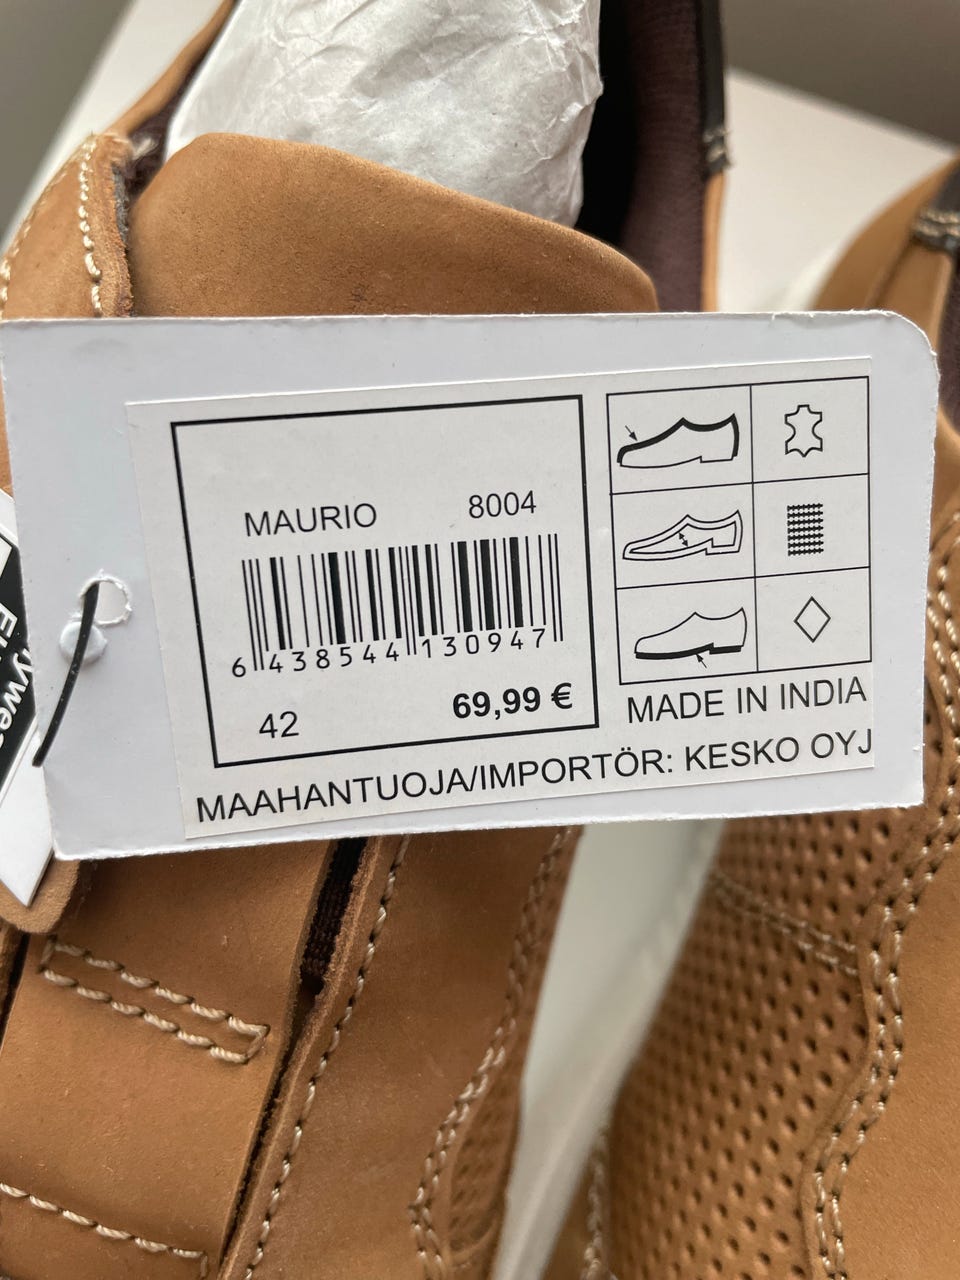 MAURIO 8004
6 438544 130947
42 69,99 €
MADE IN INDIA
MAAHANTUOJA/IMPORTÖR: KESKO OYJ